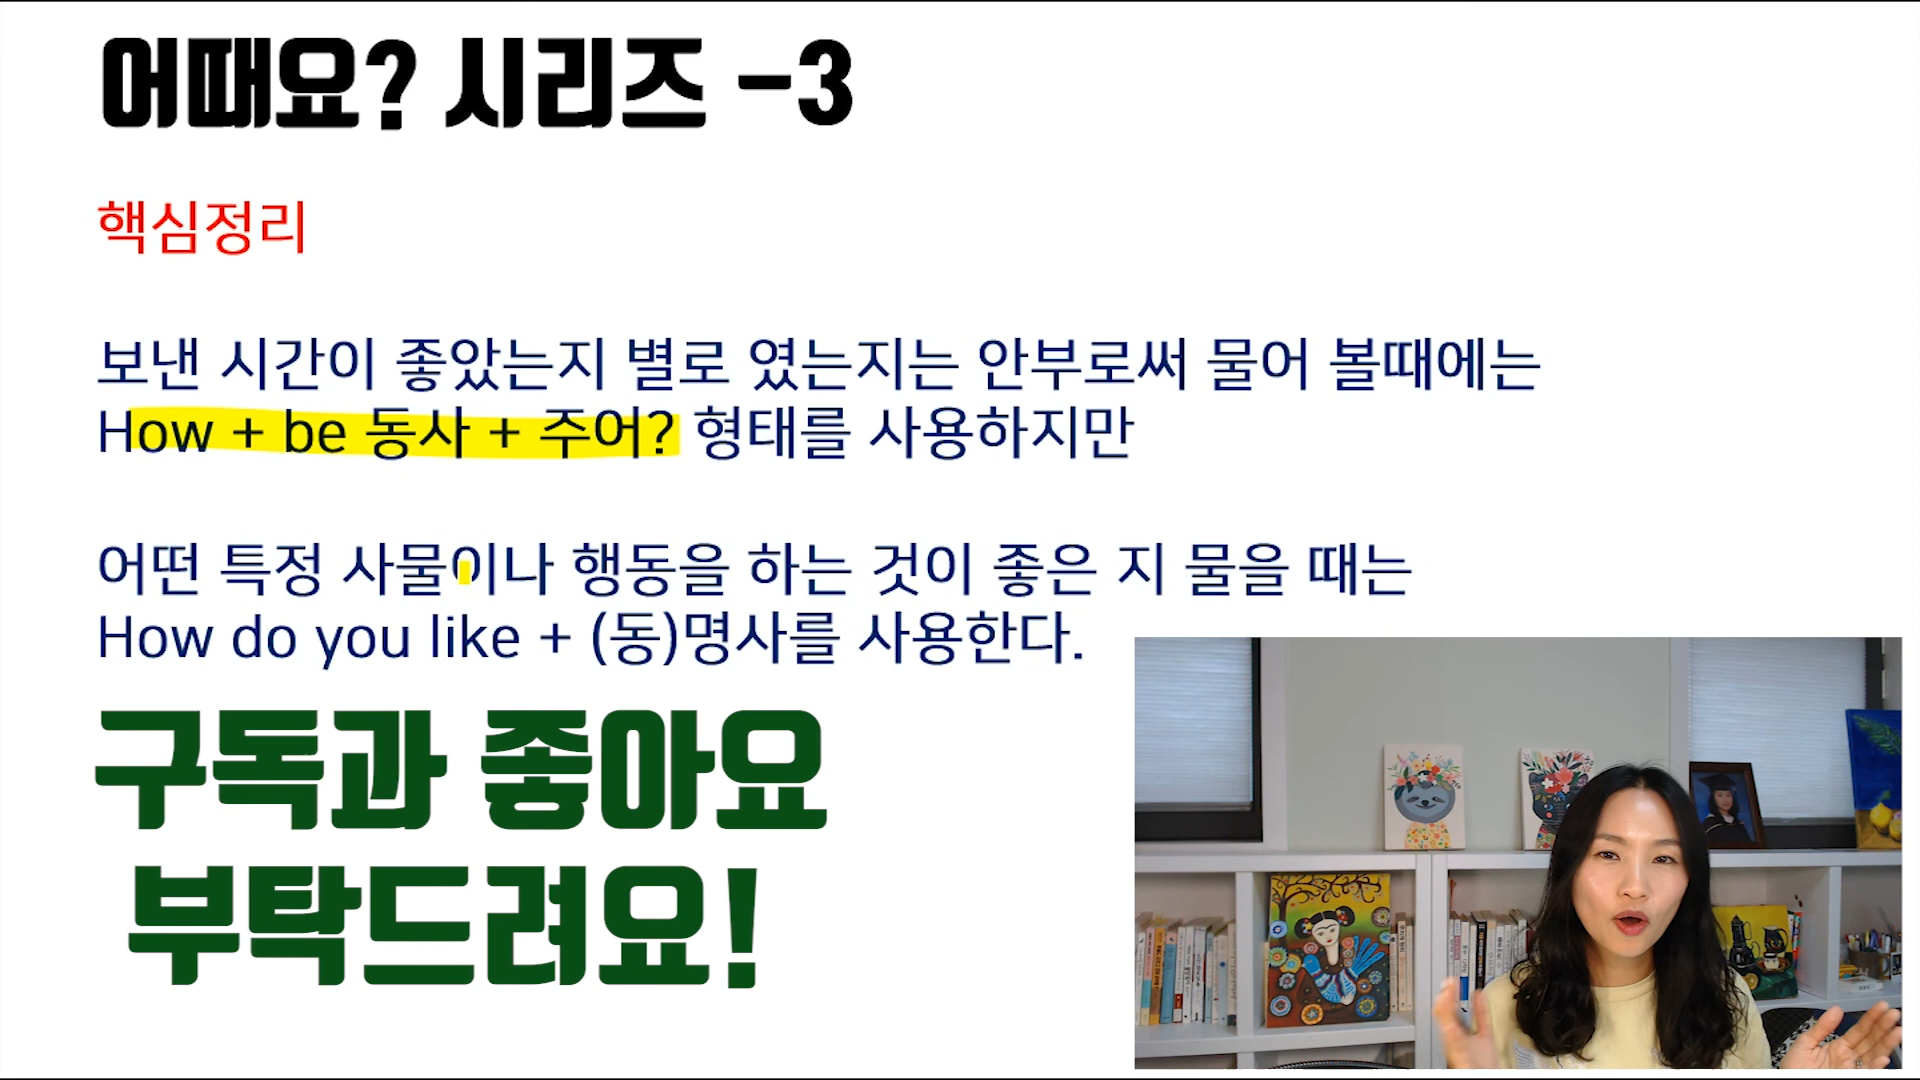 어때요? 시리즈 -3
핵심정리
보낸 시간이 좋았는지 별로 였는지는 안부로써 물어 볼때에는
How + be 동사 + 주어? 형태를 사용하지만
어떤 특정 사물이나 행동을 하는 것이 좋은 지 물을 때는
How do you like + (동)명사를 사용한다.
구독과 좋아요
부탁드려요!